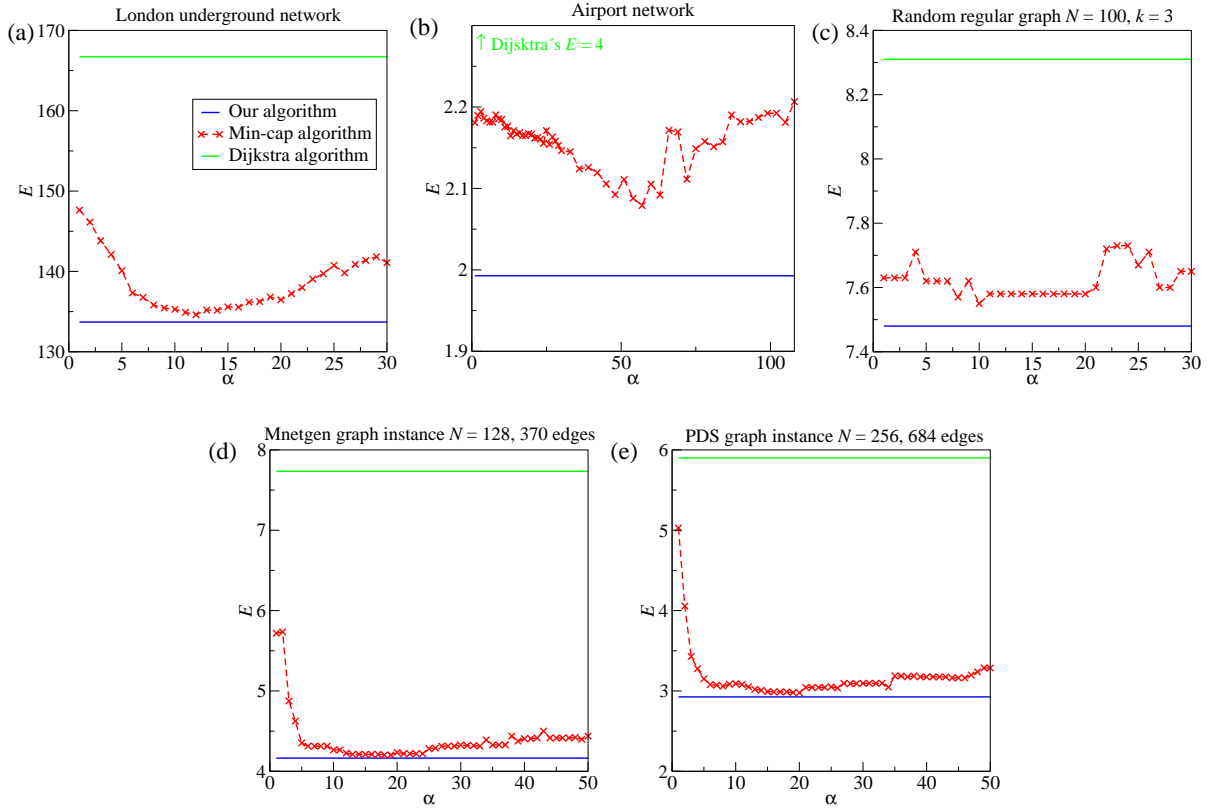 London underground network
(a)
170
165
160
155
150
145
140
135
130
E
0
5
10
15
20
25
30
α
Our algorithm
Min-cap algorithm
Dijkstra algorithm
Airport network
(b)
↑ Dijsktra´s E = 4
2.2
2.1
2
1.9
E
50
100
α
Random regular graph N = 100, k = 3
(c)
8.4
8.2
8
7.8
7.6
7.4
E
0
5
10
15
20
25
30
α
Mnetgen graph instance N = 128, 370 edges
(d)
8
7
6
5
4
E
0
10
20
30
40
50
α
PDS graph instance N = 256, 684 edges
(e)
6
5
4
3
2
E
0
10
20
30
40
50
α